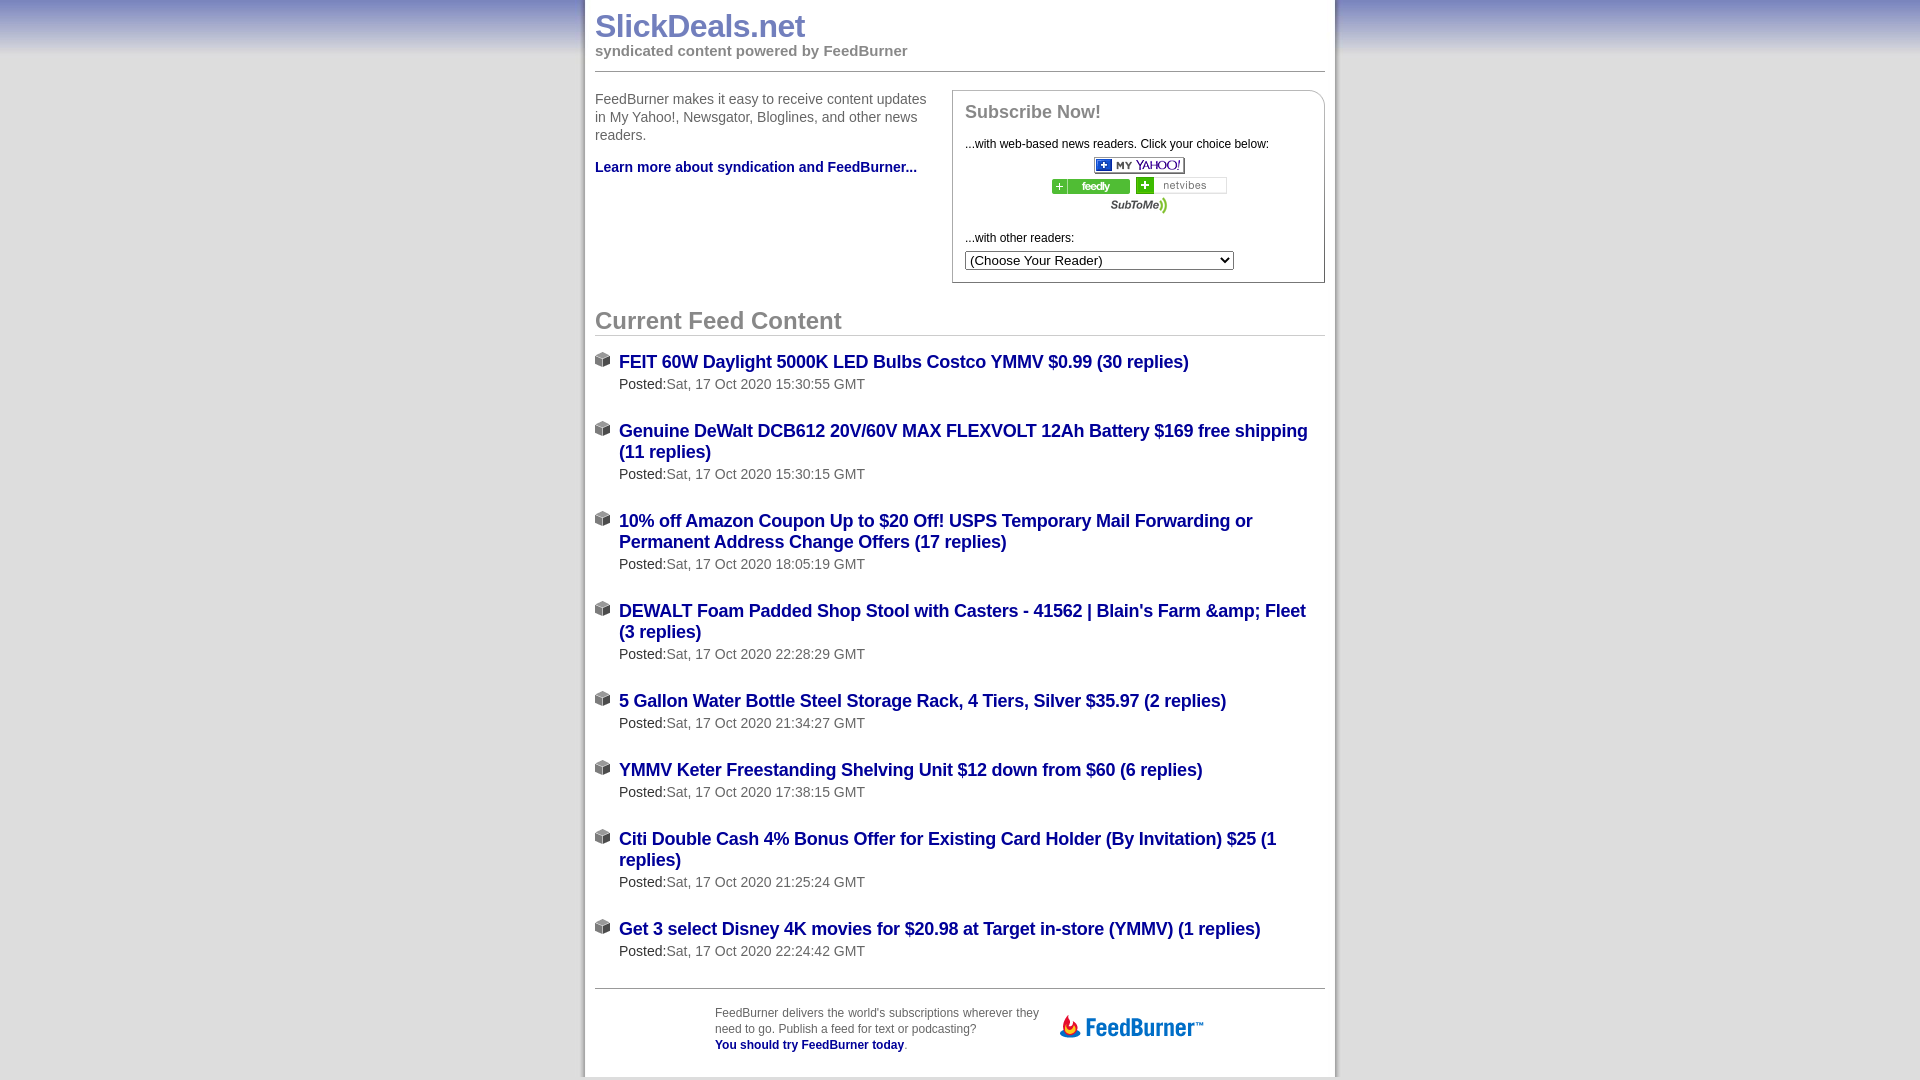 SlickDeals.net
syndicated content powered by FeedBurner
FeedBurner makes it easy to receive content updates
in My Yahoo!, Newsgator, Bloglines, and other news
readers.
Learn more about syndication and FeedBurner...
Subscribe Now!
...with web-based news readers. Click your choice below:
MY YAHOO!
feedly netvibes
SubToMe
...with other readers:
(Choose Your Reader)
Current Feed Content
FEIT 60W Daylight 5000K LED Bulbs Costco YMMV $0.99 (30 replies)
Posted:Sat, 17 Oct 2020 15:30:55 GMT
Genuine DeWalt DCB612 20V/60V MAX FLEXVOLT 12Ah Battery $169 free shipping
(11 replies)
Posted:Sat, 17 Oct 2020 15:30:15 GMT
10% off Amazon Coupon Up to $20 Off! USPS Temporary Mail Forwarding or
Permanent Address Change Offers (17 replies)
Posted:Sat, 17 Oct 2020 18:05:19 GMT
DEWALT Foam Padded Shop Stool with Casters - 41562 | Blain's Farm &amp; Fleet
(3 replies)
Posted:Sat, 17 Oct 2020 22:28:29 GMT
5 Gallon Water Bottle Steel Storage Rack, 4 Tiers, Silver $35.97 (2 replies)
Posted:Sat, 17 Oct 2020 21:34:27 GMT
YMMV Keter Freestanding Shelving Unit $12 down from $60 (6 replies)
Posted:Sat, 17 Oct 2020 17:38:15 GMT
Citi Double Cash 4% Bonus Offer for Existing Card Holder (By Invitation) $25 (1
replies)
Posted:Sat, 17 Oct 2020 21:25:24 GMT
Get 3 select Disney 4K movies for $20.98 at Target in-store (YMMV) (1 replies)
Posted:Sat, 17 Oct 2020 22:24:42 GMT
FeedBurner delivers the world's subscriptions wherever they
need to go. Publish a feed for text or podcasting?
You should try FeedBurner today.
FeedBurner™